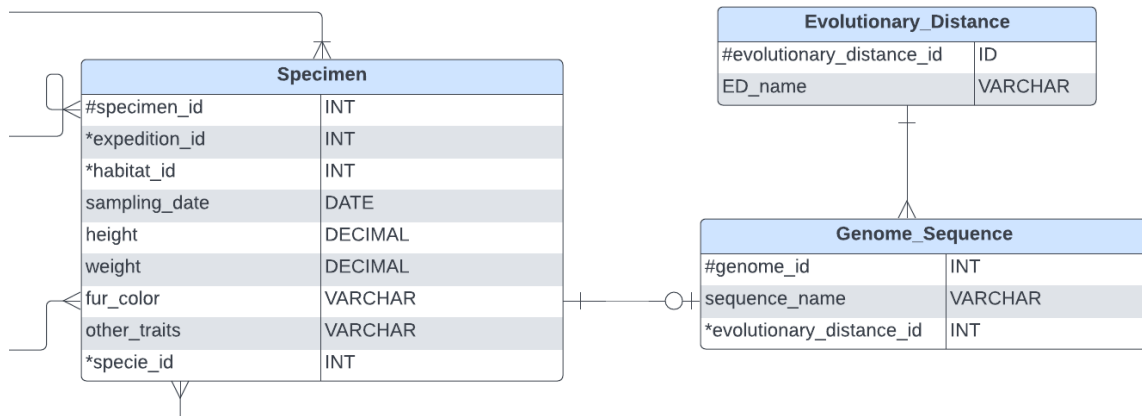 Specimen
#specimen_id INT
*expedition_id INT
*habitat_id INT
sampling_date DATE
height DECIMAL
weight DECIMAL
fur_color VARCHAR
other_traits VARCHAR
*specie_id INT
Evolutionary_Distance
#evolutionary_distance_id ID
ED_name VARCHAR
Genome_Sequence
#genome_id INT
sequence_name VARCHAR
*evolutionary_distance_id INT